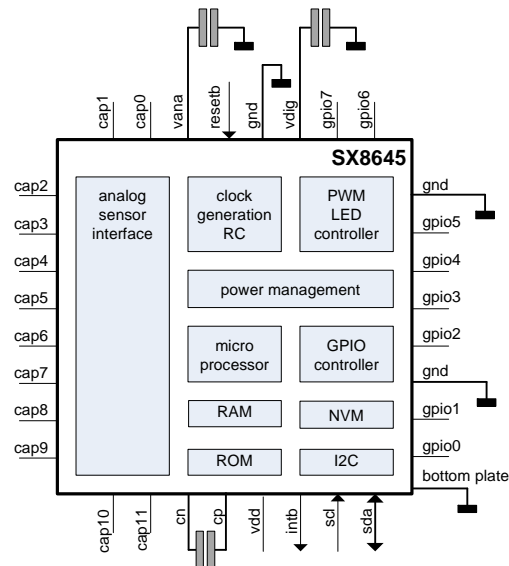 cap1
cap0
vana
resetb
gnd
vdig
gpio7
gpio6
SX8645
cap2
cap3
cap4
cap5
cap6
cap7
cap8
cap9
analog
sensor
interface
clock
generation
RC
PWM
LED
controller
power management
micro
processor
GPIO
controller
RAM
NVM
ROM
I2C
gnd
gpio5
gpio4
gpio3
gpio2
gnd
gpio1
gpio0
bottom plate
cap10
cap11
cn
cp
vdd
intb
scl
sda